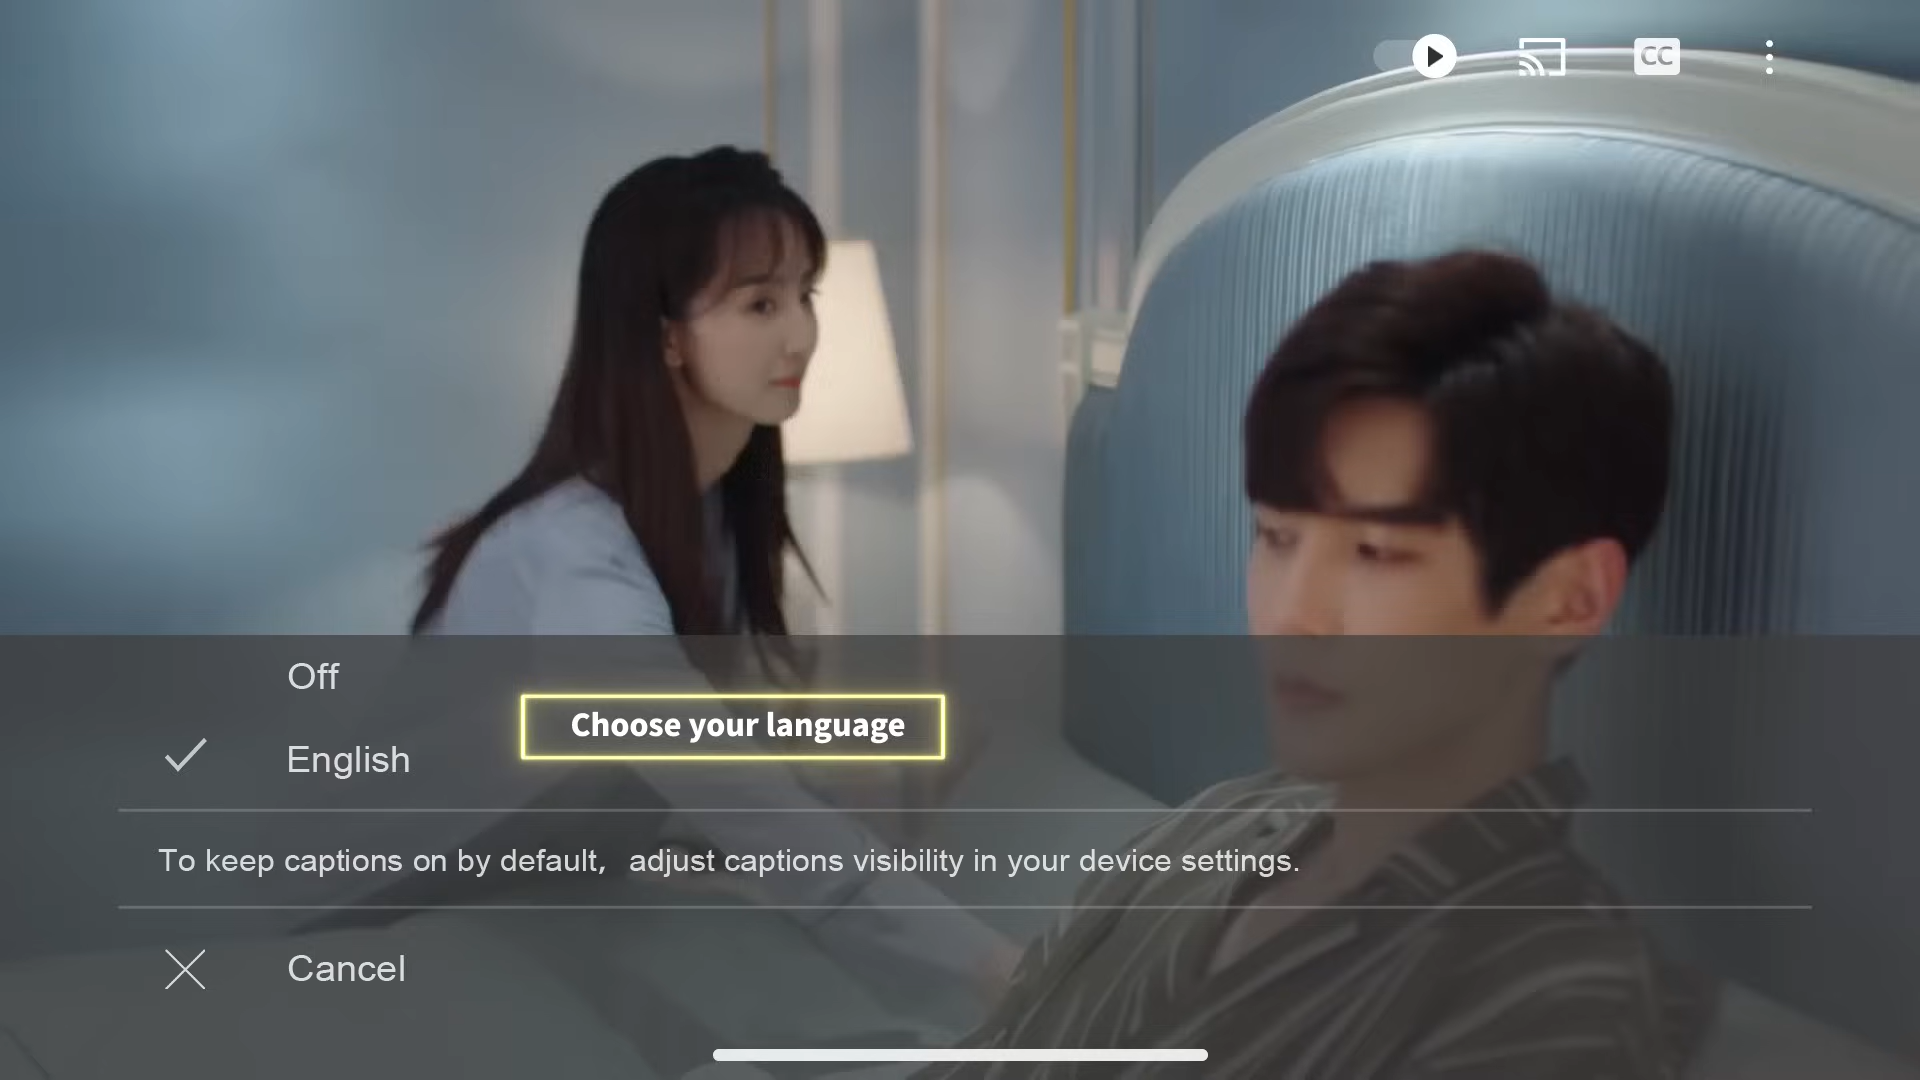 CC
Off
Choose your language
English
To keep captions on by default, adjust captions visibility in your device settings.
Cancel